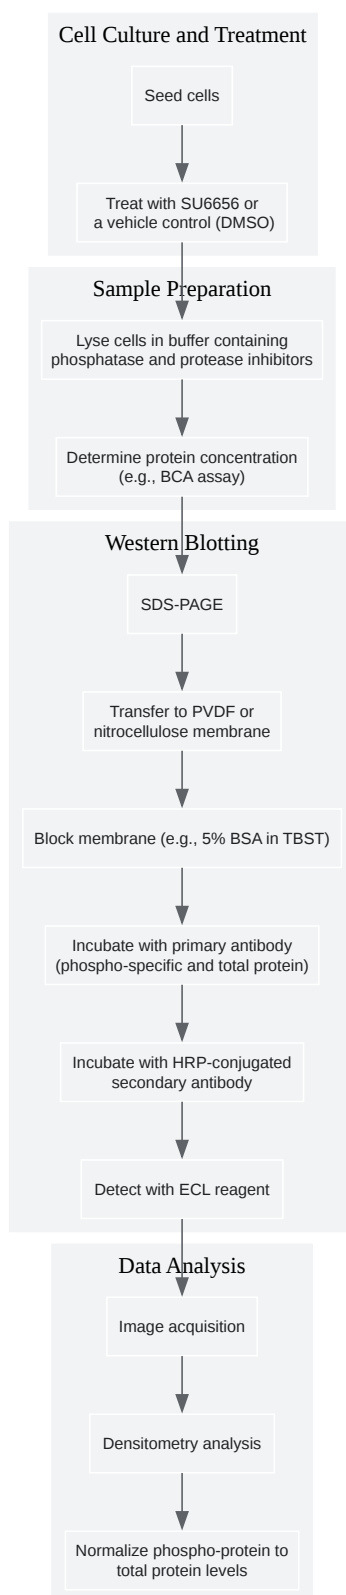 Cell Culture and Treatment
Seed cells
Treat with SU6656 or
a vehicle control (DMSO)
Sample Preparation
Lyse cells in buffer containing
phosphatase and protease inhibitors
Determine protein concentration
(e.g., BCA assay)
Western Blotting
SDS-PAGE
Transfer to PVDF or
nitrocellulose membrane
Block membrane (e.g., 5% BSA in TBST)
Incubate with primary antibody
(phospho-specific and total protein)
Incubate with HRP-conjugated
secondary antibody
Detect with ECL reagent
Data Analysis
Image acquisition
Densitometry analysis
Normalize phospho-protein to
total protein levels